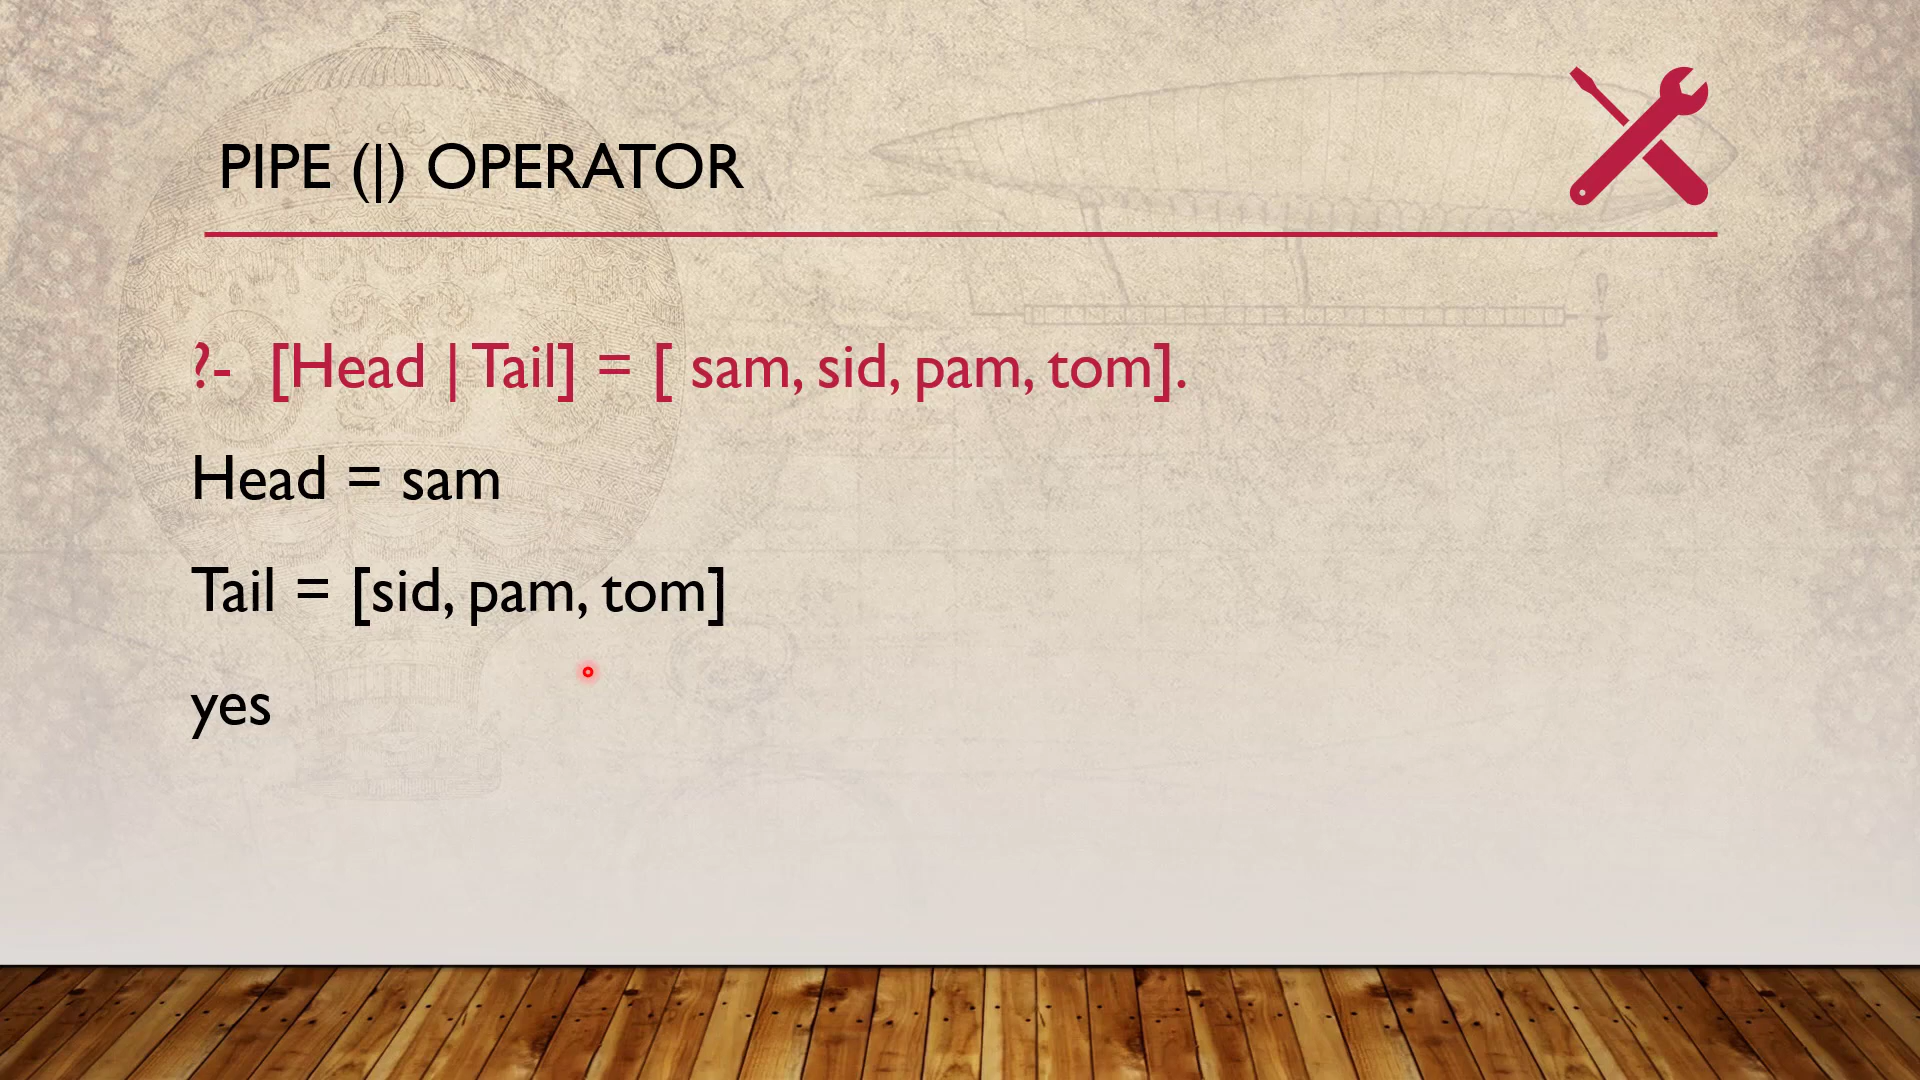 PIPE (|) OPERATOR
?- [Head | Tail] = [ sam, sid, pam, tom].
Head = sam
Tail = [sid, pam, tom]
yes